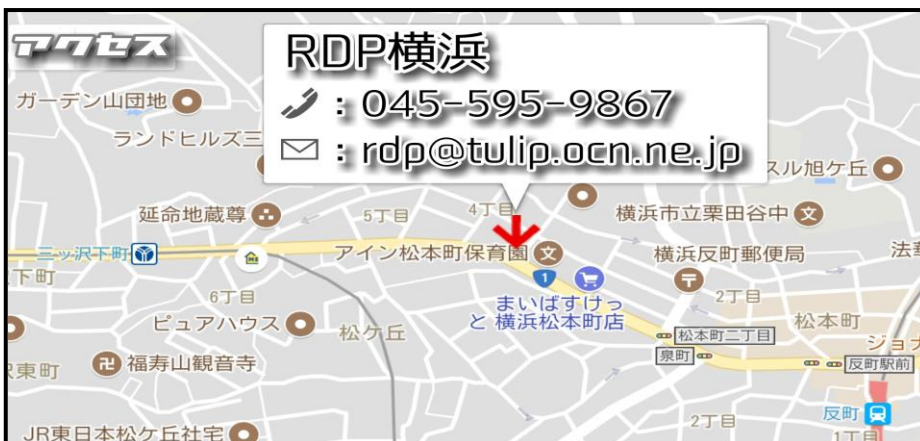 アクセス
RDP横浜
: 045-595-9867
: rdp@tulip.ocn.ne.jp
ガーデン山団地
ランドヒルズ三
スル旭ケ丘
延命地蔵尊
5丁目
4丁目
横浜市立栗田谷中
三ッ沢下町
アイン松本町保育園
横浜反町郵便局
下町
1
6丁目
まいばすけっ
と 横浜松本町店
2丁目
ピュアハウス
松ケ丘
松本町
松本町二丁目
泉町
ジョナ
反町駅前
東町
福寿山観音寺
反町
2丁目
JR東日本松ケ丘社宅
1丁目